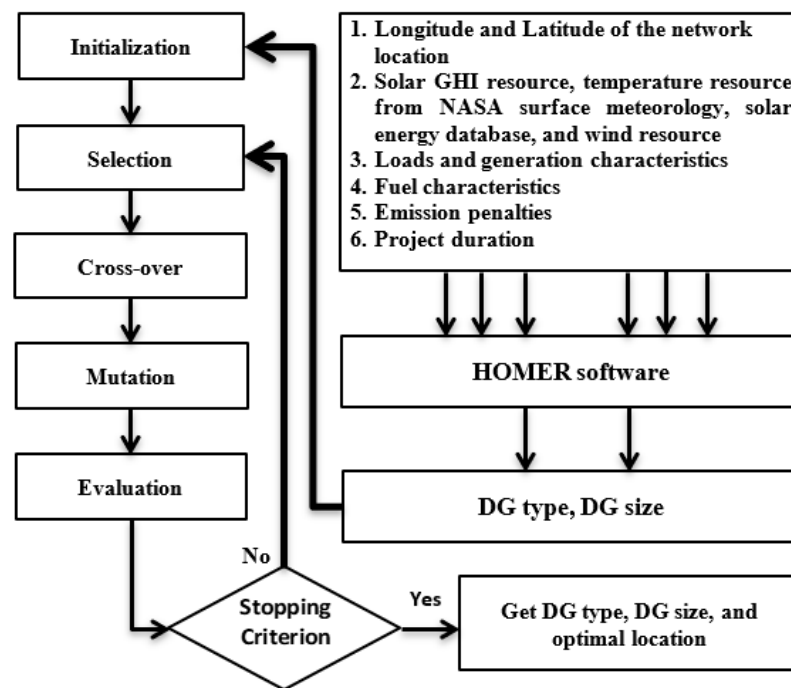 Initialization
Selection
Cross-over
Mutation
Evaluation
No
Stopping
Criterion
Yes
1. Longitude and Latitude of the network
location
2. Solar GHI resource, temperature resource
from NASA surface meteorology, solar
energy database, and wind resource
3. Loads and generation characteristics
4. Fuel characteristics
5. Emission penalties
6. Project duration
HOMER software
DG type, DG size
Get DG type, DG size, and
optimal location